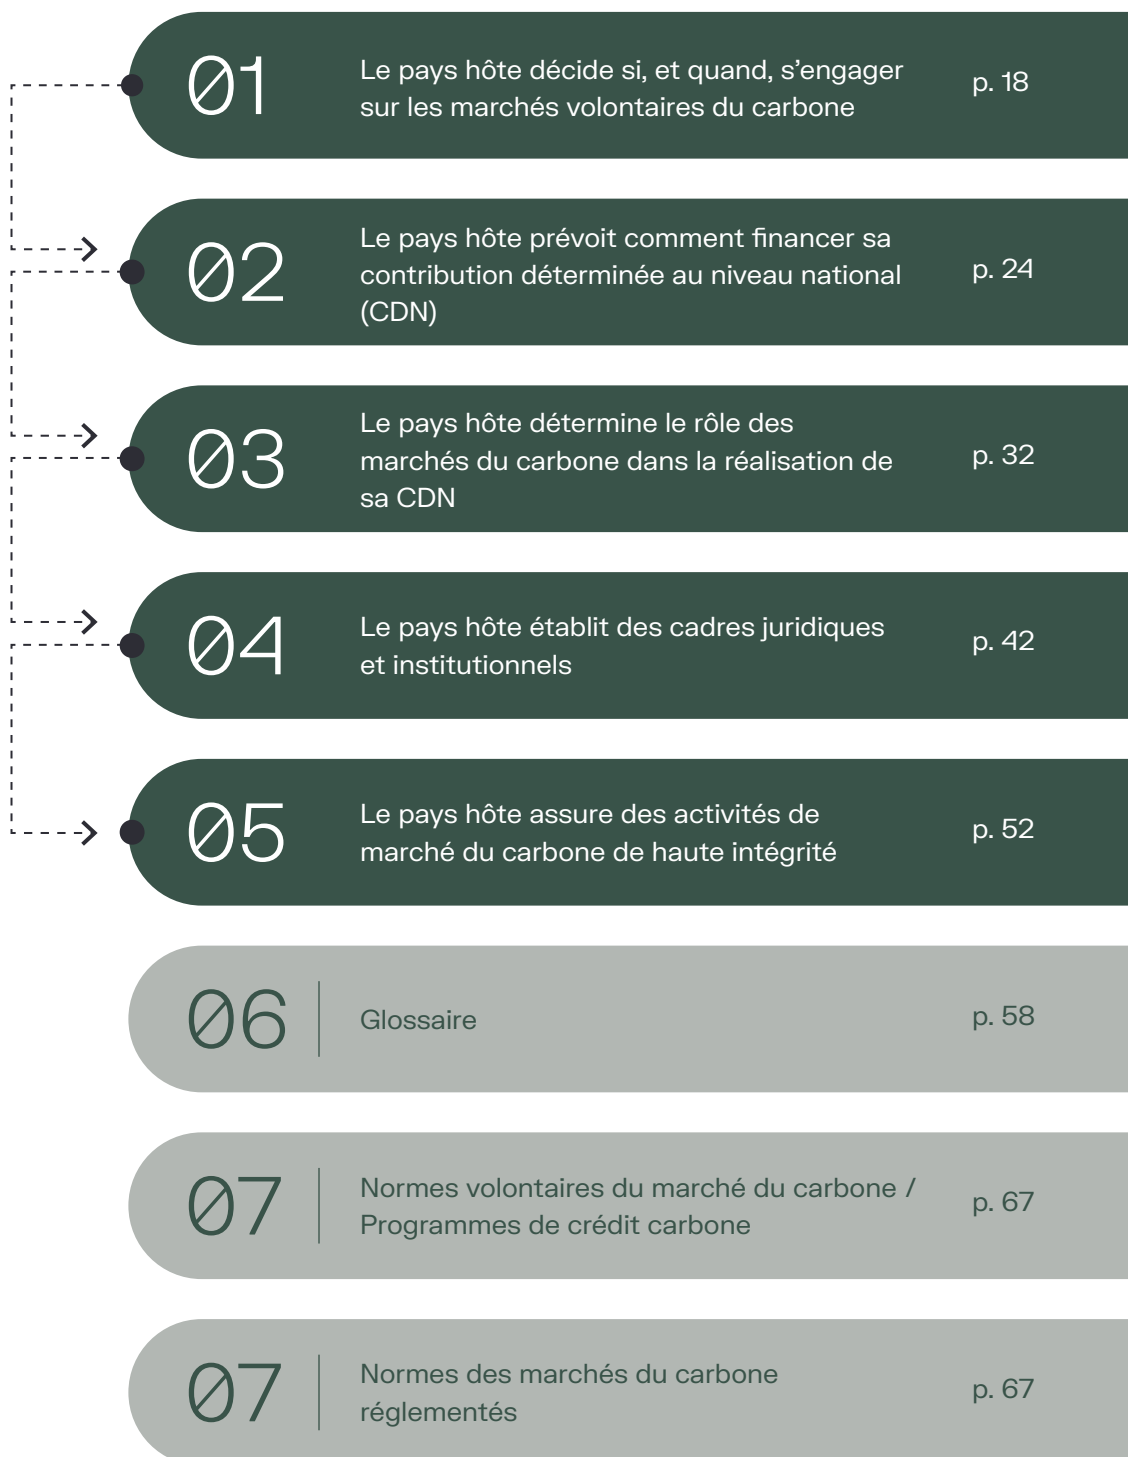 01
Le pays hôte décide si, et quand, s’engager
sur les marchés volontaires du carbone
p. 18
02
Le pays hôte prévoit comment financer sa
contribution déterminée au niveau national
(CDN)
p. 24
03
Le pays hôte détermine le rôle des
marchés du carbone dans la réalisation de
sa CDN
p. 32
04
Le pays hôte établit des cadres juridiques
et institutionnels
p. 42
05
Le pays hôte assure des activités de
marché du carbone de haute intégrité
p. 52
06
Glossaire
p. 58
07
Normes volontaires du marché du carbone /
Programmes de crédit carbone
p. 67
07
Normes des marchés du carbone
réglementés
p. 67